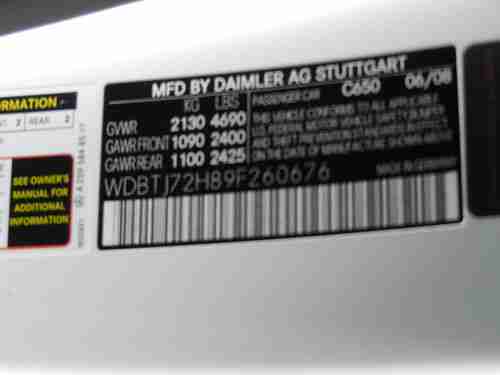 MFD BY DAIMLER AG STUTTGART
KG LBS
GVWR 2130 4690
GAWR FRONT 1090 2400
GAWR REAR 1100 2425
PASSENGER CAR C650 06/08
THIS VEHICLE CONFORMS TO ALL APPLICABLE
U.S. FEDERAL MOTOR VEHICLE SAFETY BUMPER
AND THEFT PREVENTION STANDARDS IN EFFECT
ON THE DATE OF MANUFACTURE SHOWN ABOVE
MADE IN GERMANY
WDBTJ72H89F260676
ORMATION
2 REAR 2
SEE OWNER'S
MANUAL FOR
ADDITIONAL
INFORMATION